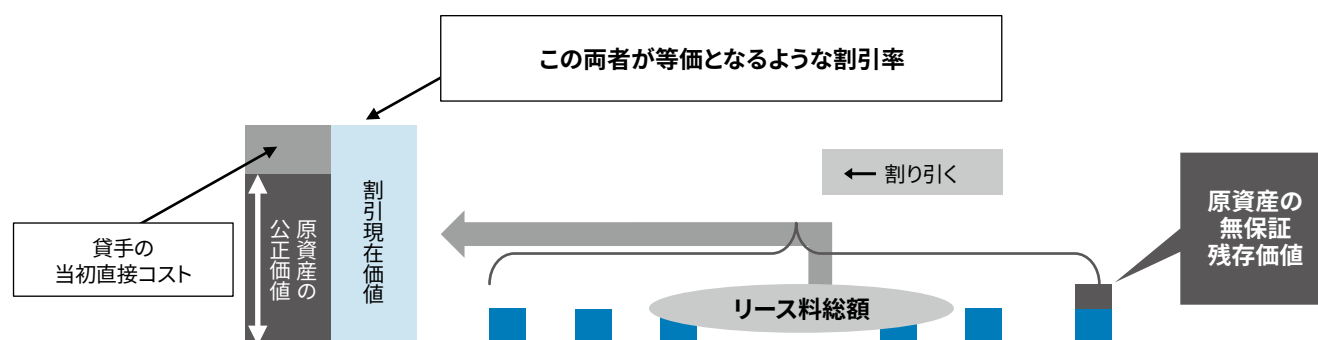 この両者が等価となるような割引率
← 割り引く
原資産の
無保証
残存価値
貸手の
当初直接コスト
原資産の
公正価値
割引現在価値
リース料総額